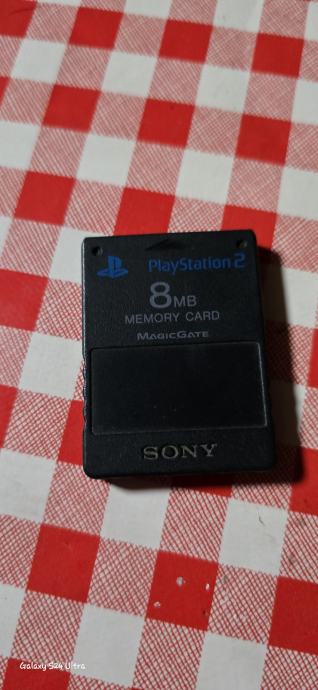 PlayStation 2
8MB
MEMORY CARD
MAGICGATE
SONY
Galaxy S24 Ultra